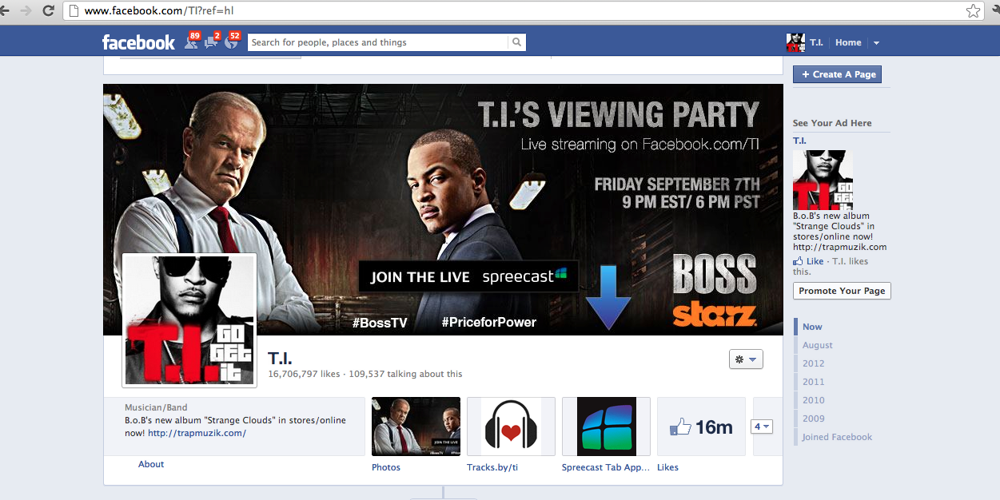 www.facebook.com/TI?ref=hl
facebook
89
2
52
Search for people, places and things
T.I.
Home
+ Create A Page
T.I.'S VIEWING PARTY
Live streaming on Facebook.com/TI
FRIDAY SEPTEMBER 7TH
9 PM EST/ 6 PM PST
JOIN THE LIVE spreecast
BOSS
starz
#BossTV #PriceforPower
T.I.
GO
GET
it
T.I.
16,706,797 likes · 109,537 talking about this
Musician/Band
B.o.B's new album "Strange Clouds" in stores/online
now! http://trapmuzik.com/
About
JOIN THE LIVE
Photos
Tracks.by/ti
Spreecast Tab App...
16m
Likes
4
See Your Ad Here
T.I.
T.I.
GO
GET
it
B.o.B's new album
"Strange Clouds" in
stores/online now!
http://trapmuzik.com
Like · T.I. likes
this.
Promote Your Page
Now
August
2012
2011
2010
2009
Joined Facebook